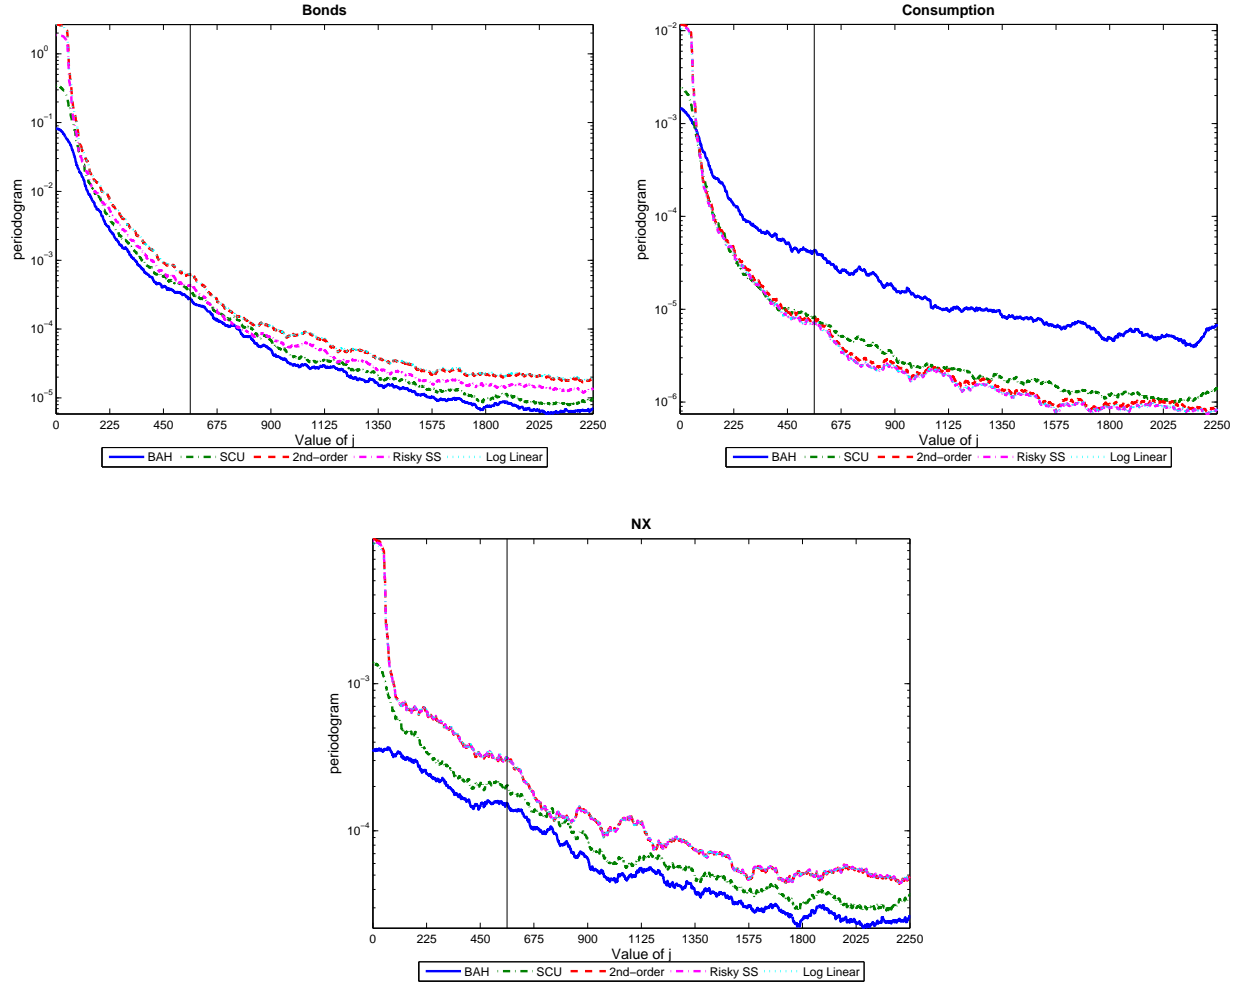 Bonds
periodogram
10^0
10^-1
10^-2
10^-3
10^-4
10^-5
0 225 450 675 900 1125 1350 1575 1800 2025 2250
Value of j
BAH SCU 2nd-order Risky SS Log Linear
Consumption
periodogram
10^-2
10^-3
10^-4
10^-5
10^-6
0 225 450 675 900 1125 1350 1575 1800 2025 2250
Value of j
BAH SCU 2nd-order Risky SS Log Linear
NX
periodogram
10^-3
10^-4
0 225 450 675 900 1125 1350 1575 1800 2025 2250
Value of j
BAH SCU 2nd-order Risky SS Log Linear